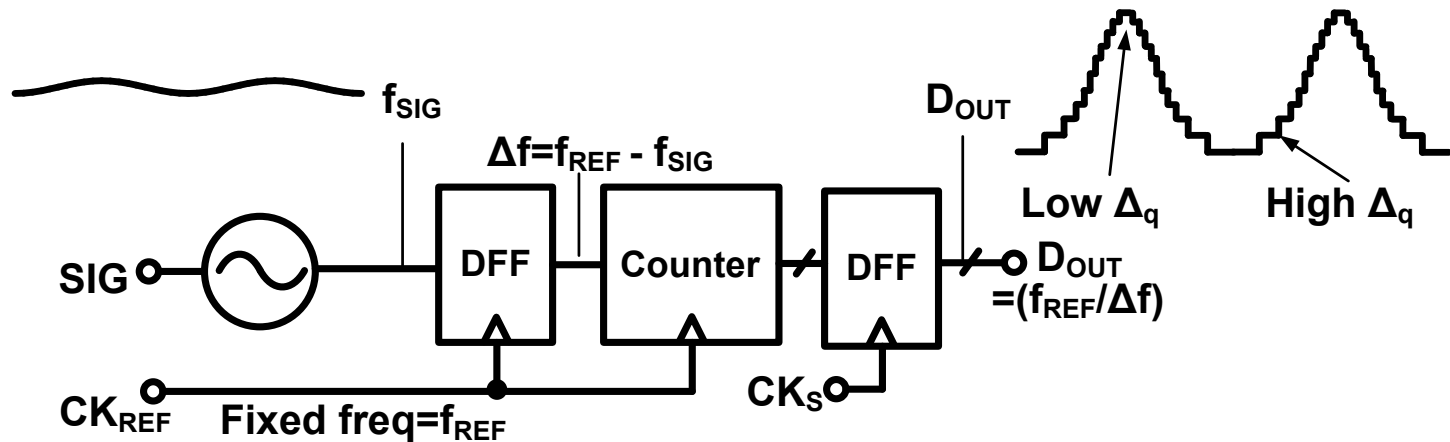 f_SIG
Δf=f_REF - f_SIG
D_OUT
Low Δ_q
High Δ_q
SIG
DFF
Counter
DFF
D_OUT
=(f_REF/Δf)
CK_REF
Fixed freq=f_REF
CK_S